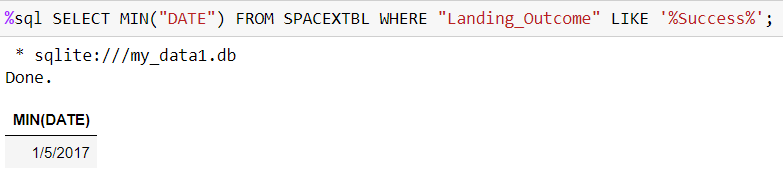 %sql SELECT MIN("DATE") FROM SPACEXTBL WHERE "Landing_Outcome" LIKE '%Success%';
* sqlite:///my_data1.db
Done.
MIN(DATE)
1/5/2017